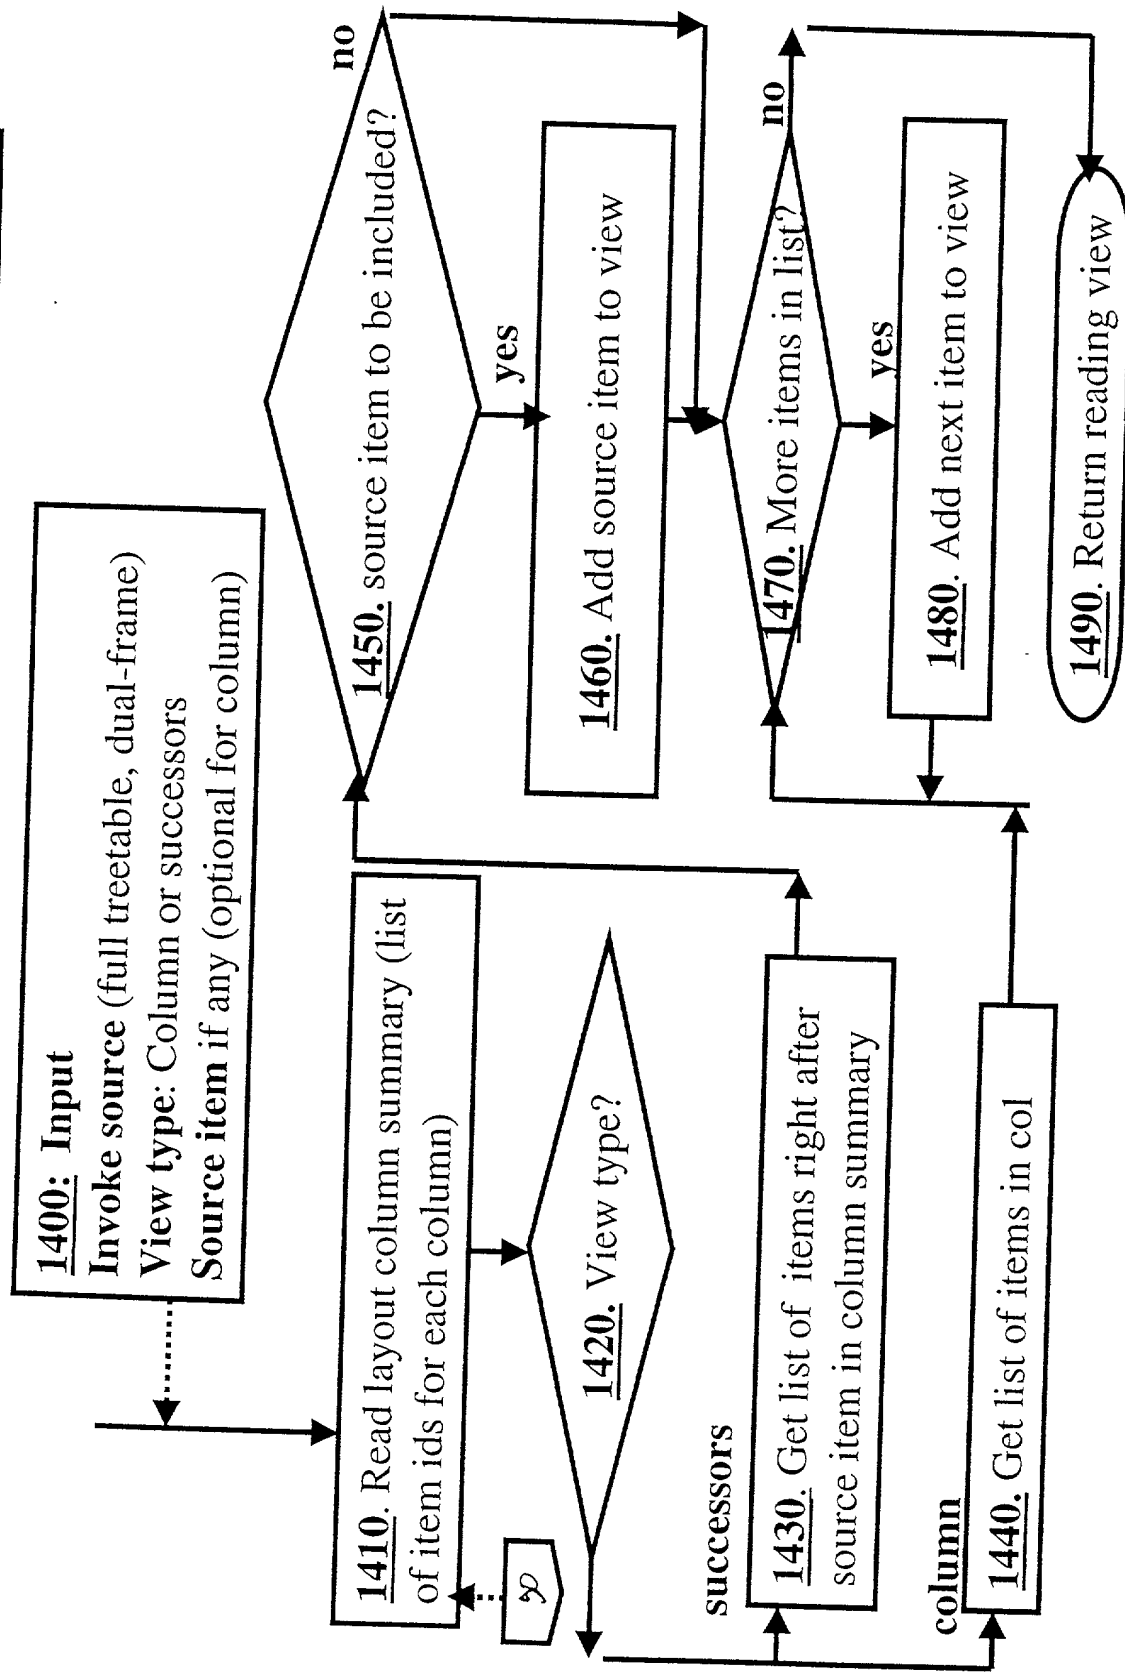 1400: Input
Invoke source (full treetable, dual-frame)
View type: Column or successors
Source item if any (optional for column)
1410. Read layout column summary (list
of item ids for each column)
1420. View type?
successors
1430. Get list of items right after
source item in column summary
column
1440. Get list of items in col
1450. source item to be included?
no
yes
1460. Add source item to view
1470. More items in list?
no
yes
1480. Add next item to view
1490. Return reading view